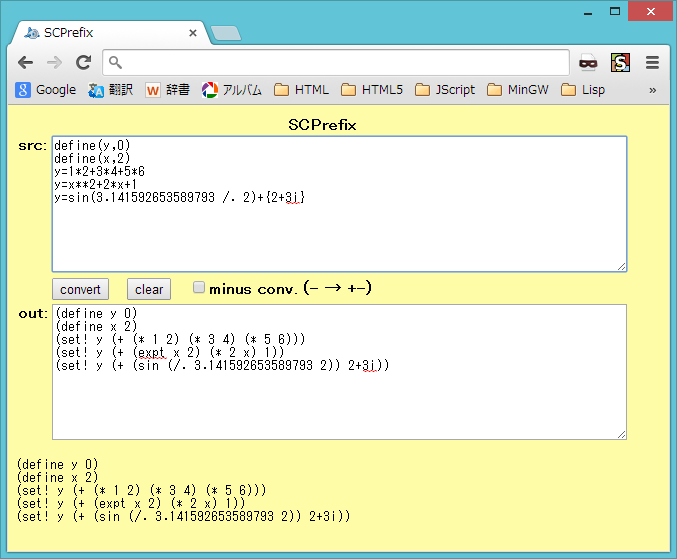 SCPrefix
Google 翻訳 辞書 アルバム HTML HTML5 JScript MinGW Lisp »
SCPrefix
src:
define(y,0)
define(x,2)
y=1*2+3*4+5*6
y=x**2+2*x+1
y=sin(3.141592653589793 /. 2)+{2+3i}
convert clear minus conv. (- → +-)
out:
(define y 0)
(define x 2)
(set! y (+ (* 1 2) (* 3 4) (* 5 6)))
(set! y (+ (expt x 2) (* 2 x) 1))
(set! y (+ (sin (/. 3.141592653589793 2)) 2+3i))
(define y 0)
(define x 2)
(set! y (+ (* 1 2) (* 3 4) (* 5 6)))
(set! y (+ (expt x 2) (* 2 x) 1))
(set! y (+ (sin (/. 3.141592653589793 2)) 2+3i))